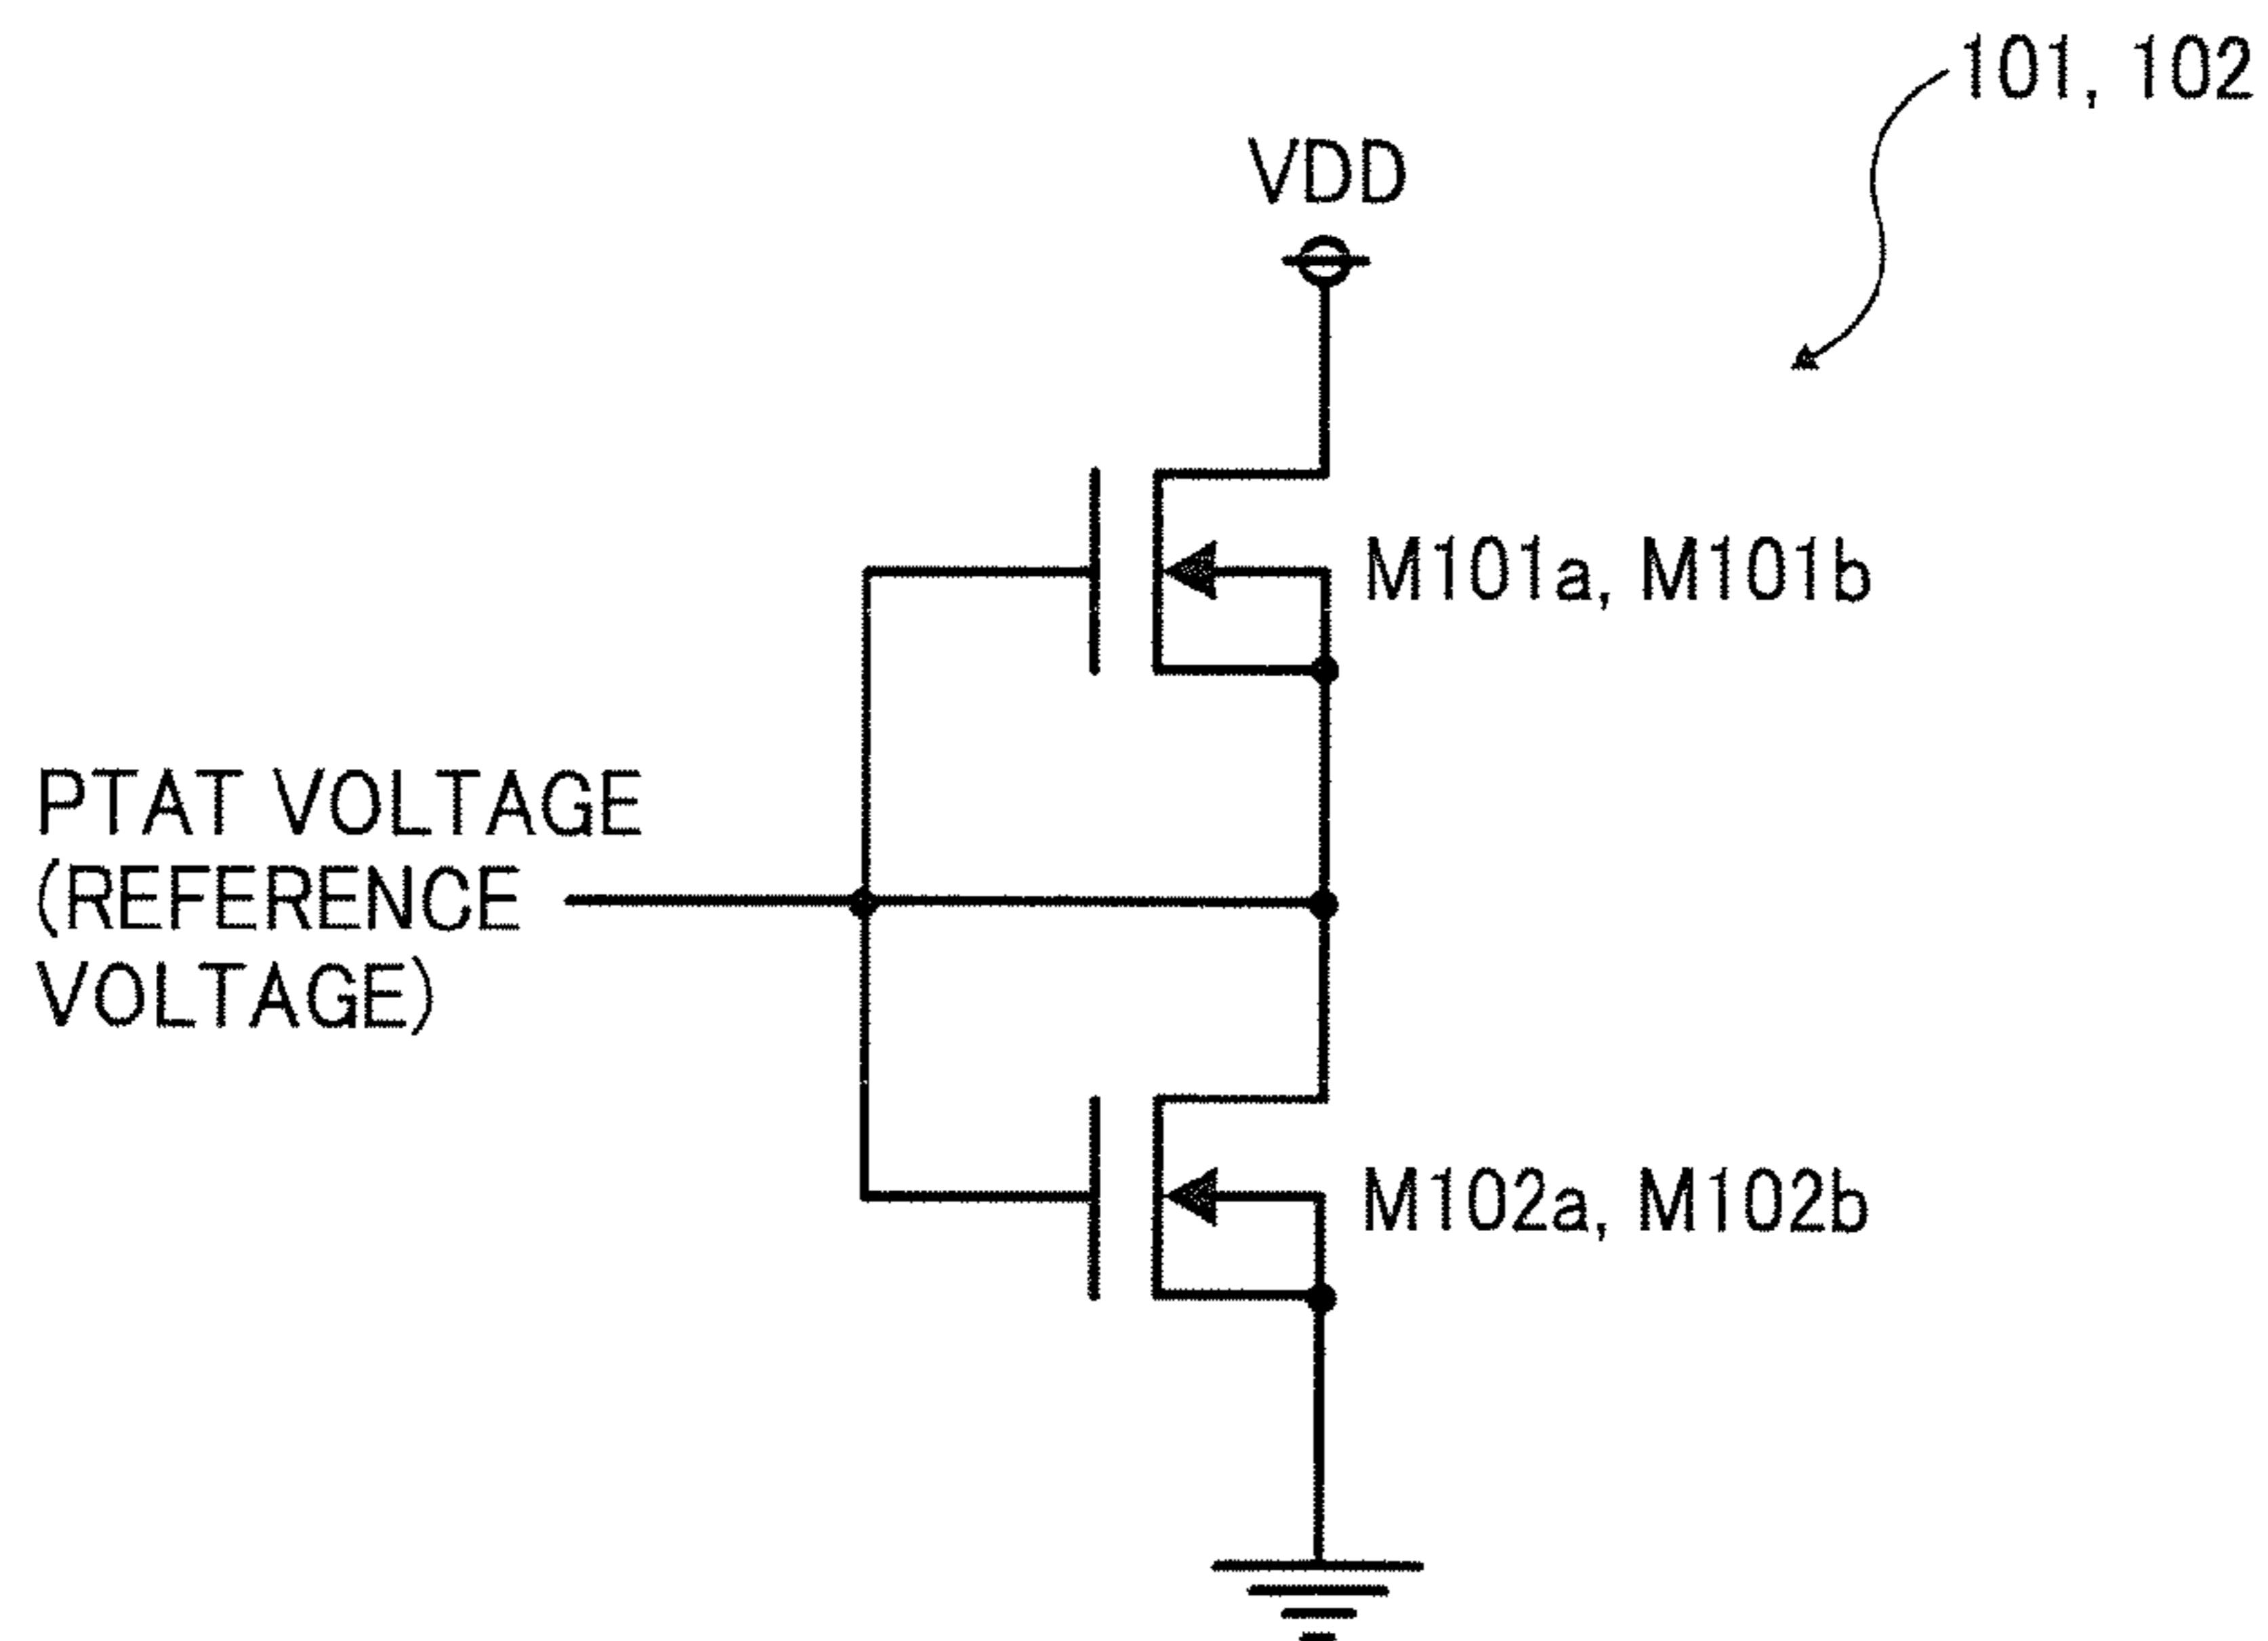 101, 102
VDD
M101a, M101b
PTAT VOLTAGE
(REFERENCE
VOLTAGE)
M102a, M102b